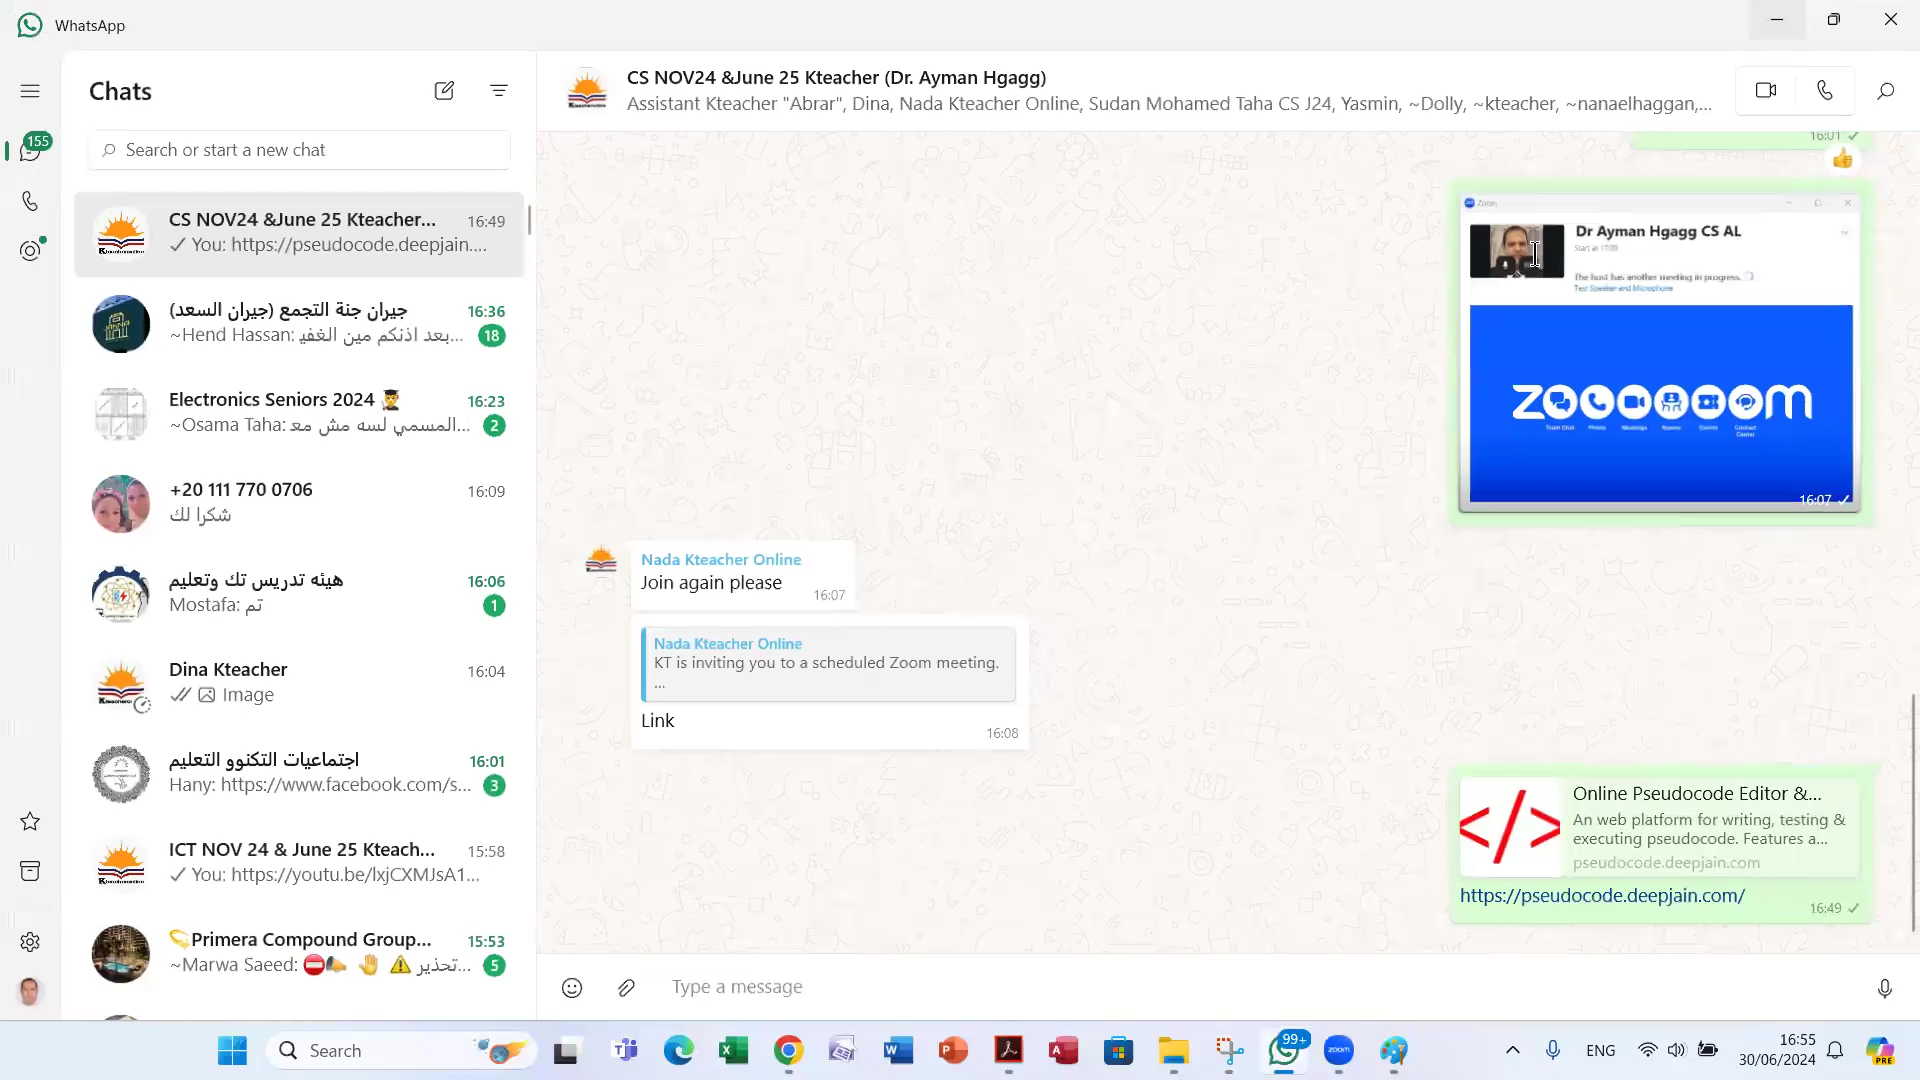 WhatsApp
Chats
Search or start a new chat
155
CS NOV24 &June 25 Kteacher...
16:49
You: https://pseudocode.deepjain....
جيران جنة التجمع (جيران السعد)
16:36
~Hend Hassan: بعد اذنكم مين الغفي...
18
Electronics Seniors 2024
16:23
~Osama Taha: المسمي لسه مش مع...
2
+20 111 770 0706
16:09
شكرا لك
هيئه تدريس تك وتعليم
16:06
Mostafa: تم
1
Dina Kteacher
16:04
Image
اجتماعيات التكنوو التعليم
16:01
Hany: https://www.facebook.com/s...
3
ICT NOV 24 & June 25 Kteach...
15:58
You: https://youtu.be/lxjCXMJsA1...
Primera Compound Group...
15:53
~Marwa Saeed: تحذير...
5
CS NOV24 &June 25 Kteacher (Dr. Ayman Hgagg)
Assistant Kteacher "Abrar", Dina, Nada Kteacher Online, Sudan Mohamed Taha CS J24, Yasmin, ~Dolly, ~kteacher, ~nanaelhaggan,...
16:01
Zoom
Dr Ayman Hgagg CS AL
Start at 17:00
The host has another meeting in progress.
Test Speaker and Microphone
zoooooom
Team Chat
Phone
Meetings
Rooms
Events
Contact Center
16:07
Nada Kteacher Online
Join again please
16:07
Nada Kteacher Online
KT is inviting you to a scheduled Zoom meeting.
...
Link
16:08
</>
Online Pseudocode Editor &...
An web platform for writing, testing &
executing pseudocode. Features a...
pseudocode.deepjain.com
https://pseudocode.deepjain.com/
16:49
Type a message
Search
99+
zoom
ENG
16:55
30/06/2024
PRE